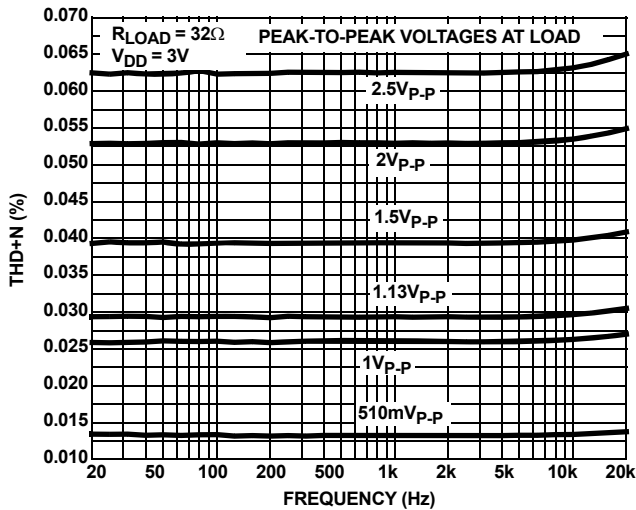 R_LOAD = 32Ω PEAK-TO-PEAK VOLTAGES AT LOAD
V_DD = 3V
0.070
0.065
0.060
0.055
0.050
0.045
0.040
0.035
0.030
0.025
0.020
0.015
0.010
THD+N (%)
2.5V_P-P
2V_P-P
1.5V_P-P
1.13V_P-P
1V_P-P
510mV_P-P
20 50 100 200 500 1k 2k 5k 10k 20k
FREQUENCY (Hz)